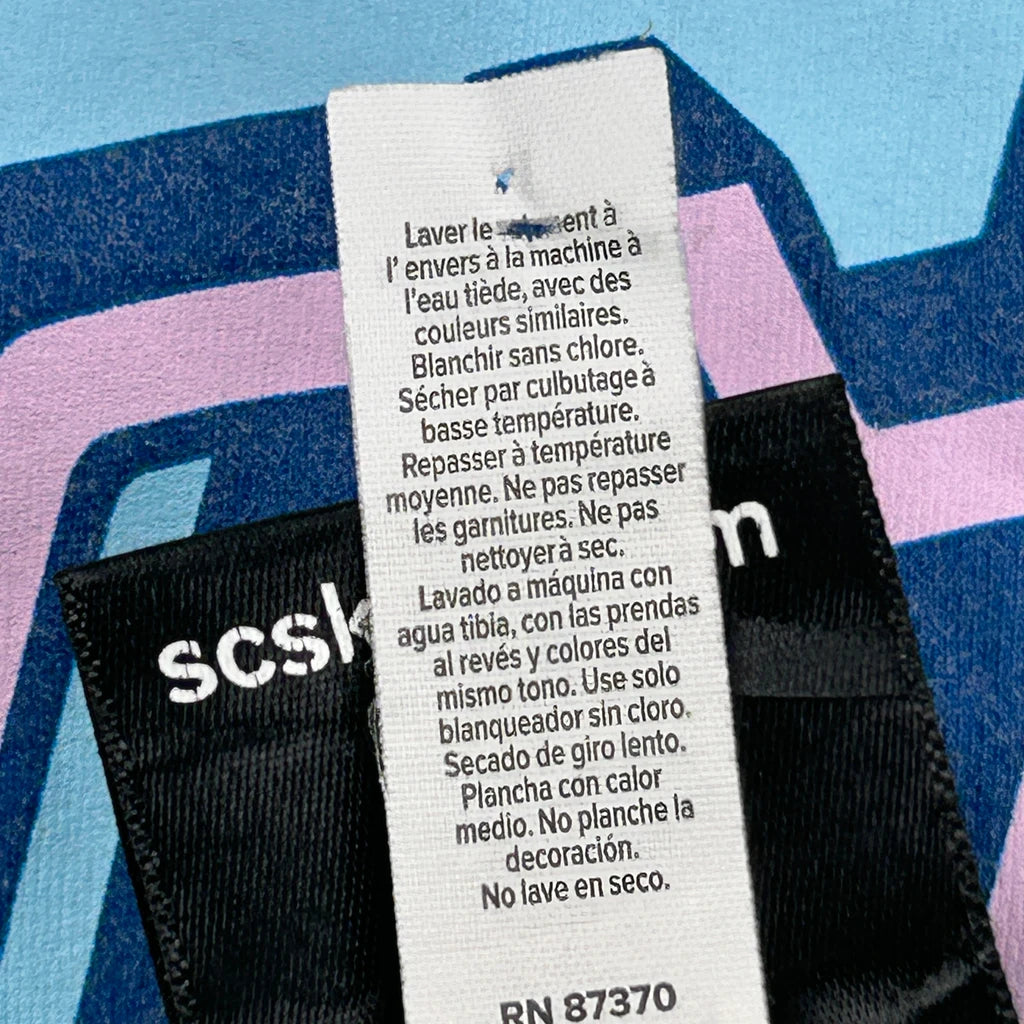 Laver le ent à
l' envers à la machine à
l'eau tiède, avec des
couleurs similaires.
Blanchir sans chlore.
Sécher par culbutage à
basse température.
Repasser à température
moyenne. Ne pas repasser
les garnitures. Ne pas
nettoyer à sec.
Lavado a máquina con
agua tibia, con las prendas
al revés y colores del
mismo tono. Use solo
blanqueador sin cloro.
Secado de giro lento.
Plancha con calor
medio. No planche la
decoración.
No lave en seco.
RN 87370